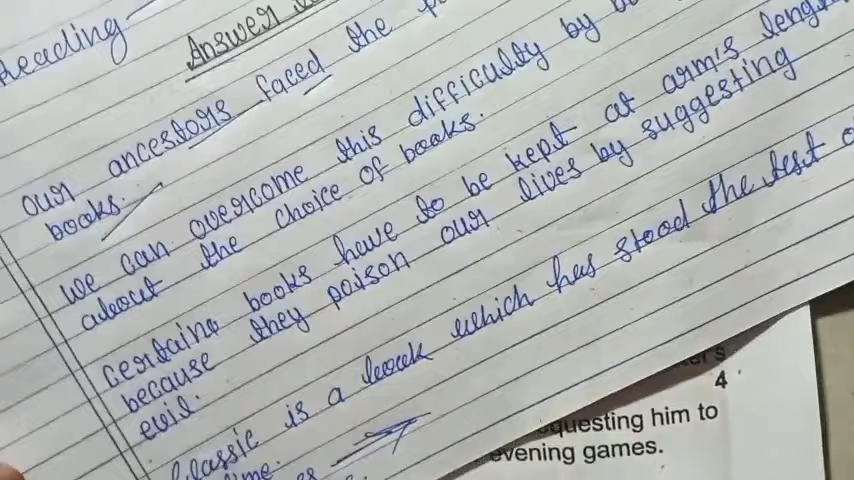 Reading
Answer
our ancestors faced the
books.
we can overcome this difficulty by
about the choice of books.
Certain books have to be kept at arm's length
because they poison our lives by suggesting
evil.
Classic is a book which has stood the test
time.
4
questing him to
evening games.